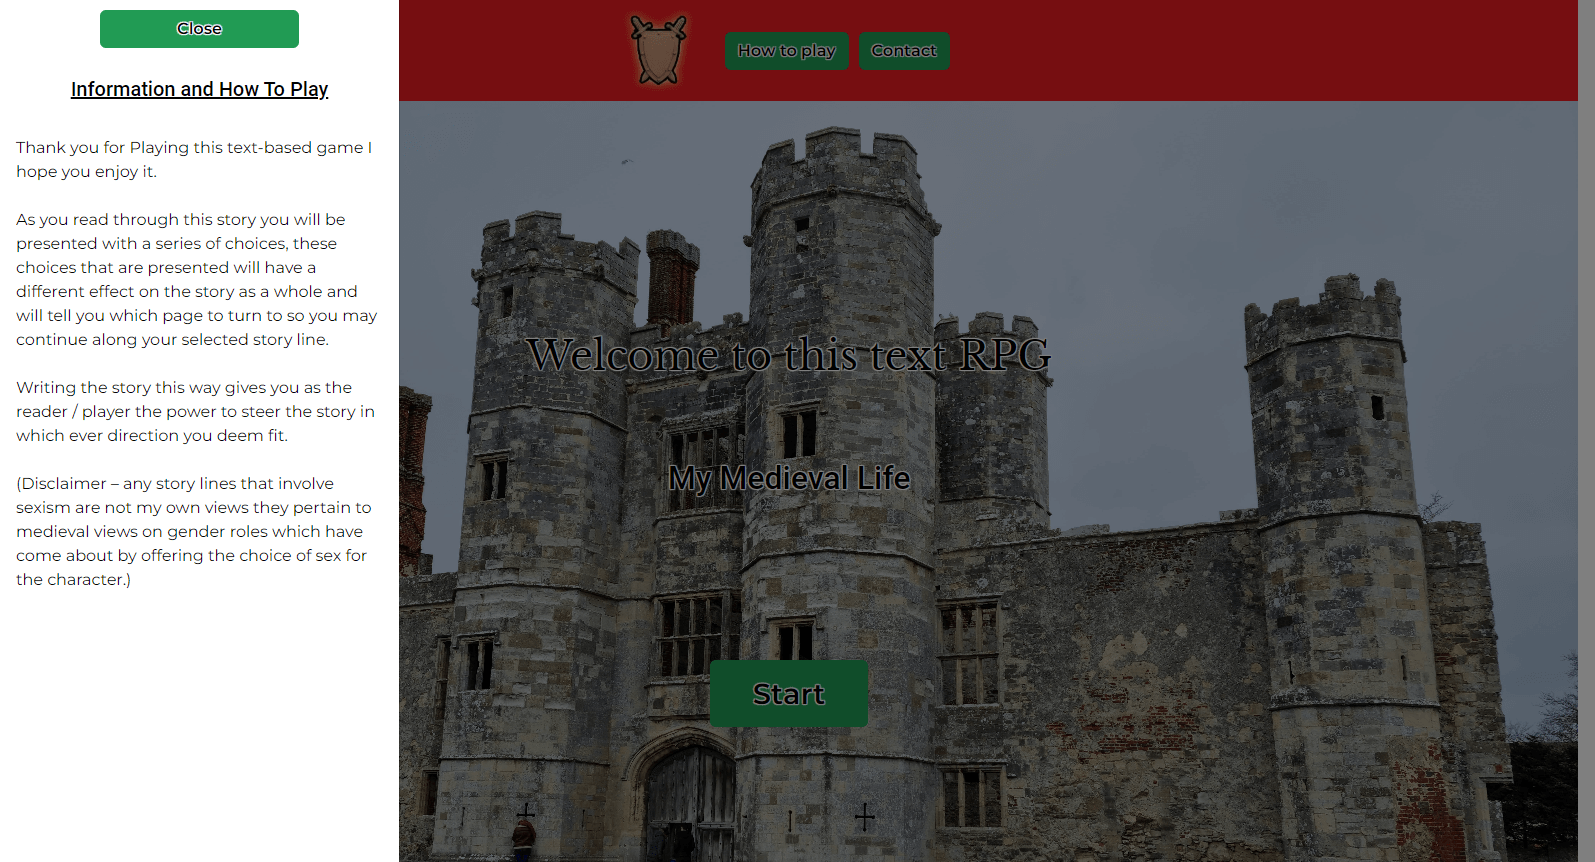 Close
How to play
Contact
Information and How To Play
Thank you for Playing this text-based game I
hope you enjoy it.
As you read through this story you will be
presented with a series of choices, these
choices that are presented will have a
different effect on the story as a whole and
will tell you which page to turn to so you may
continue along your selected story line.
Writing the story this way gives you as the
reader / player the power to steer the story in
which ever direction you deem fit.
(Disclaimer – any story lines that involve
sexism are not my own views they pertain to
medieval views on gender roles which have
come about by offering the choice of sex for
the character.)
Welcome to this text RPG
My Medieval Life
Start